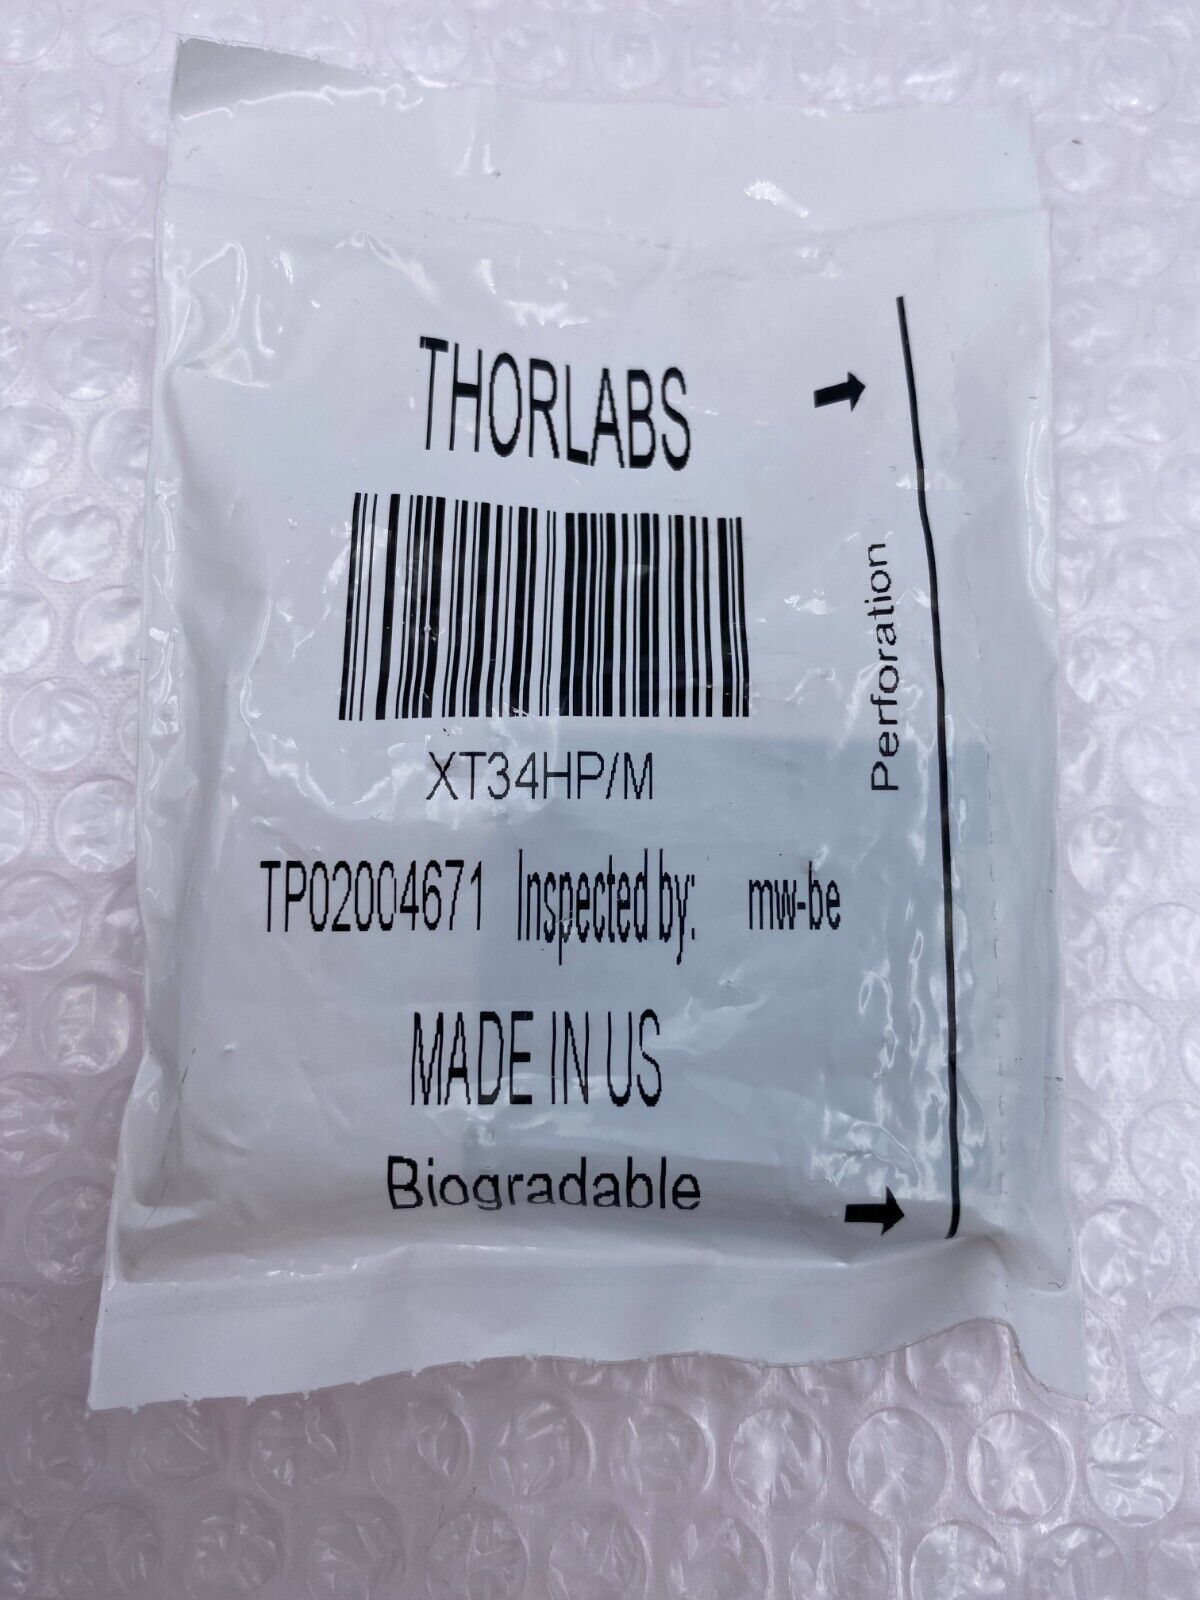 THORLABS
XT34HP/M
TP02004671 Inspected by: mw-be
MADE IN US
Biogradable
Perforation